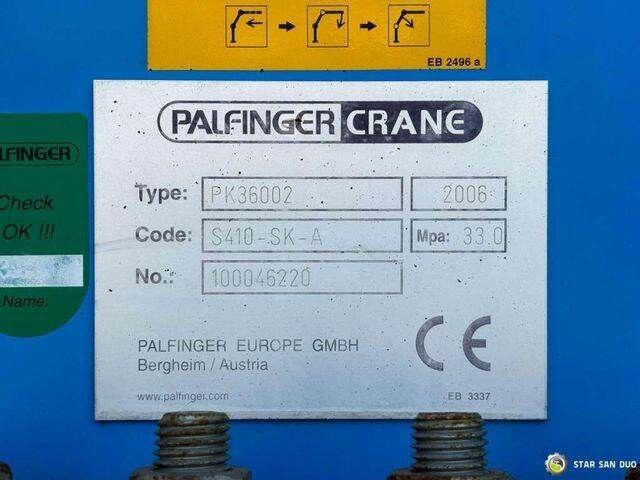 EB 2496 a
PALFINGER CRANE
Type: PK36002 2006
Code: S410-SK-A Mpa: 33.0
No.: 100046220
PALFINGER EUROPE GMBH
Bergheim / Austria
CE
www.palfinger.com
EB 3337
LFINGER
Check
OK !!!
Name:
STAR SAN DUO